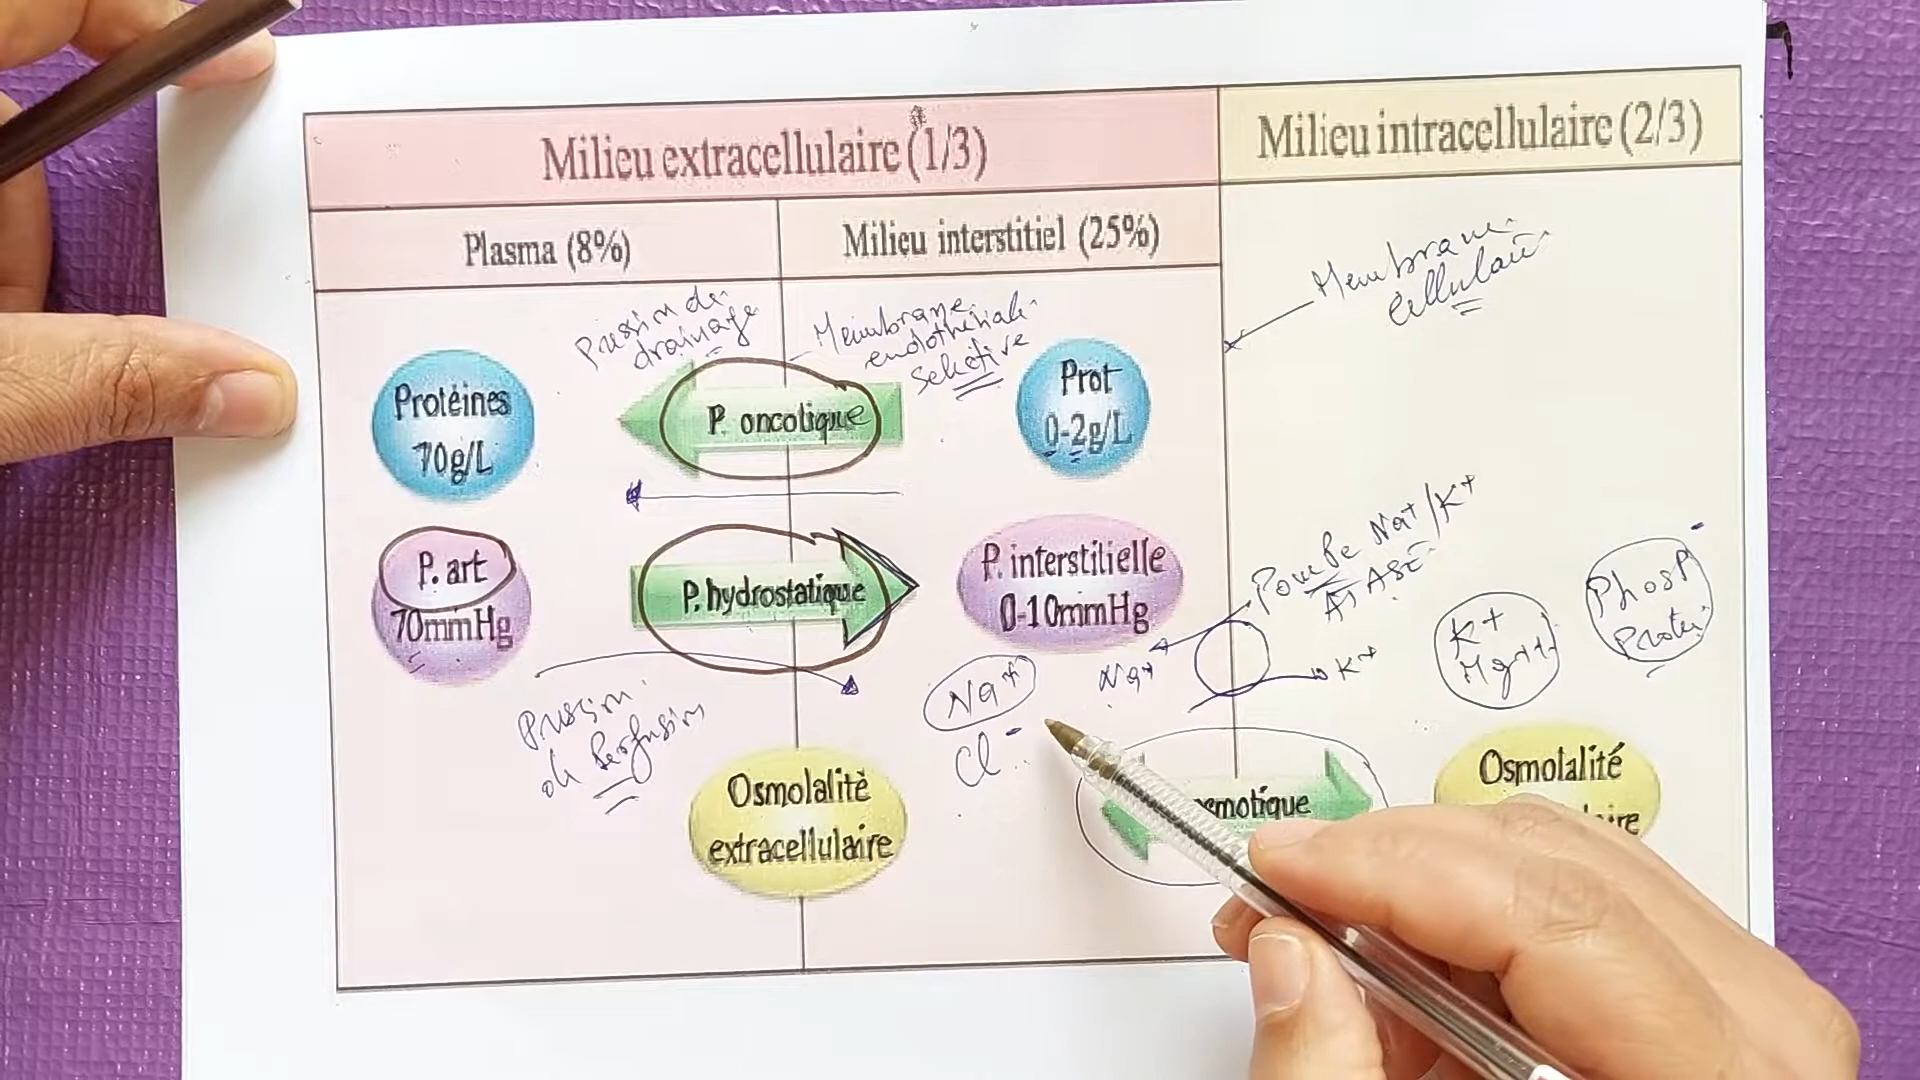 Milieu extracellulaire (1/3)
Milieu intracellulaire (2/3)
Plasma (8%)
Milieu interstitiel (25%)
Pression de
drainage
Membrane
endothéliale
selective
Membrane
Cellulaire
Protéines
70g/L
P. oncotique
Prot
0-2g/L
P. art
70mmHg
P. hydrostatique
P. interstitielle
0-10mmHg
Pompe Na+/K+
ATPASE
Na+
K+
K+
Mg++
Phosp
Proté
-
Pression
de Perfusion
Na+
Cl-
Osmolalité
extracellulaire
osmotique
Osmolalité